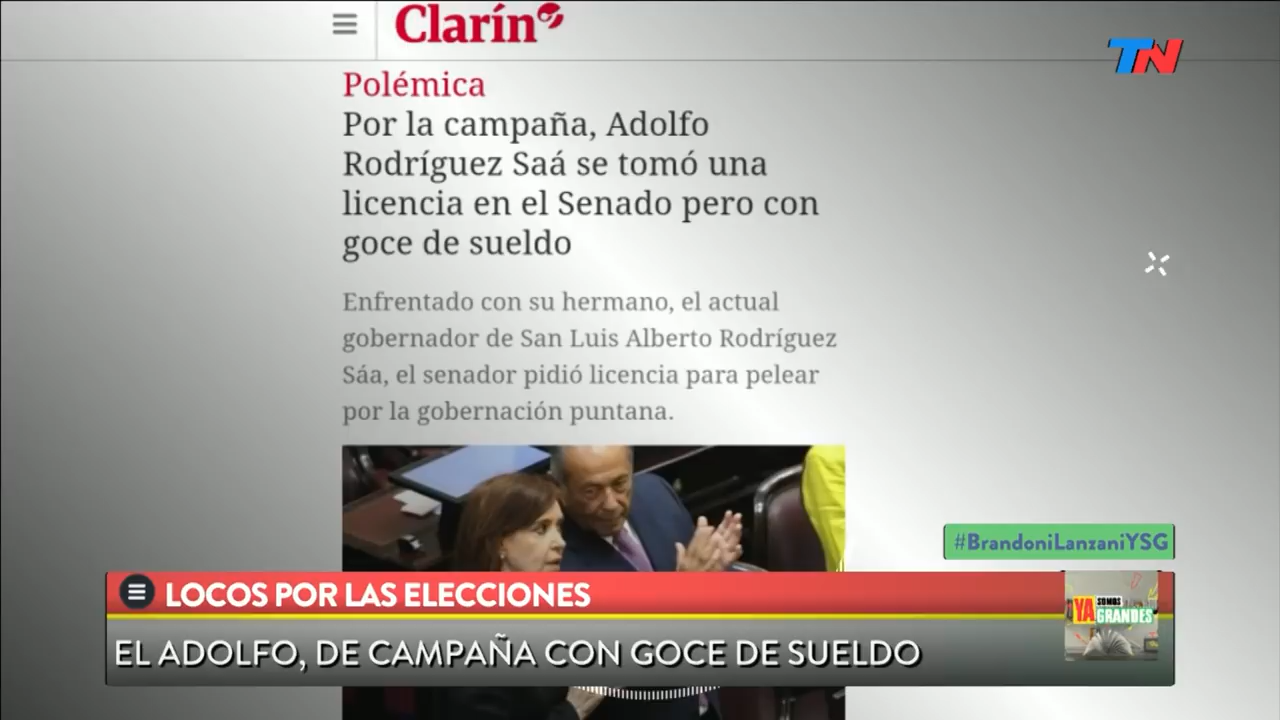 Clarín
TN
Polémica
Por la campaña, Adolfo
Rodríguez Saá se tomó una
licencia en el Senado pero con
goce de sueldo
Enfrentado con su hermano, el actual
gobernador de San Luis Alberto Rodríguez
Sáa, el senador pidió licencia para pelear
por la gobernación puntana.
#BrandoniLanzaniYSG
LOCOS POR LAS ELECCIONES
YA SOMOS GRANDES
EL ADOLFO, DE CAMPAÑA CON GOCE DE SUELDO